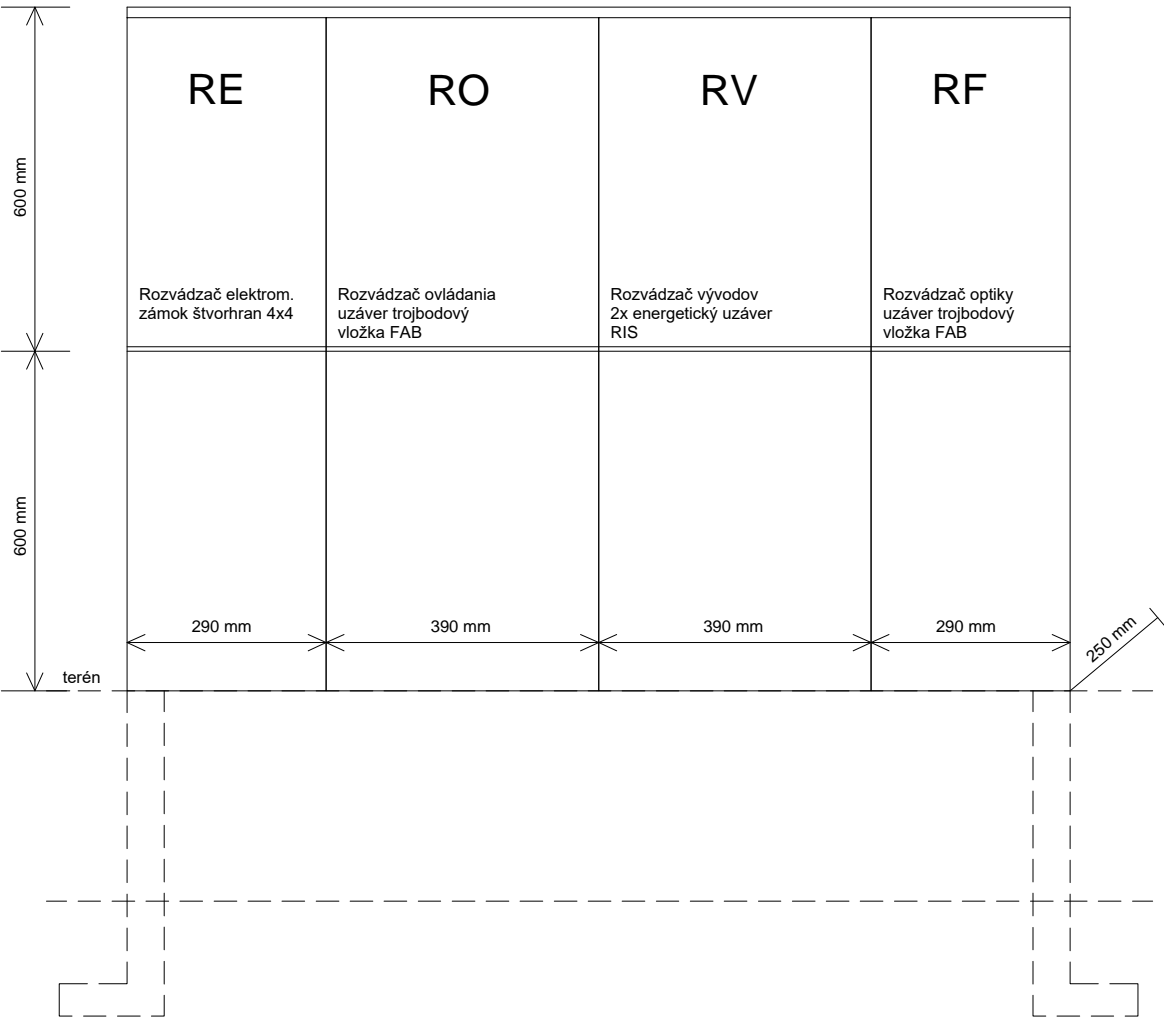 RE
RO
RV
RF
600 mm
Rozvádzač elektrom.
zámok štvorhran 4x4
Rozvádzač ovládania
uzáver trojbodový
vložka FAB
Rozvádzač vývodov
2x energetický uzáver
RIS
Rozvádzač optiky
uzáver trojbodový
vložka FAB
600 mm
290 mm
390 mm
390 mm
290 mm
250 mm
terén